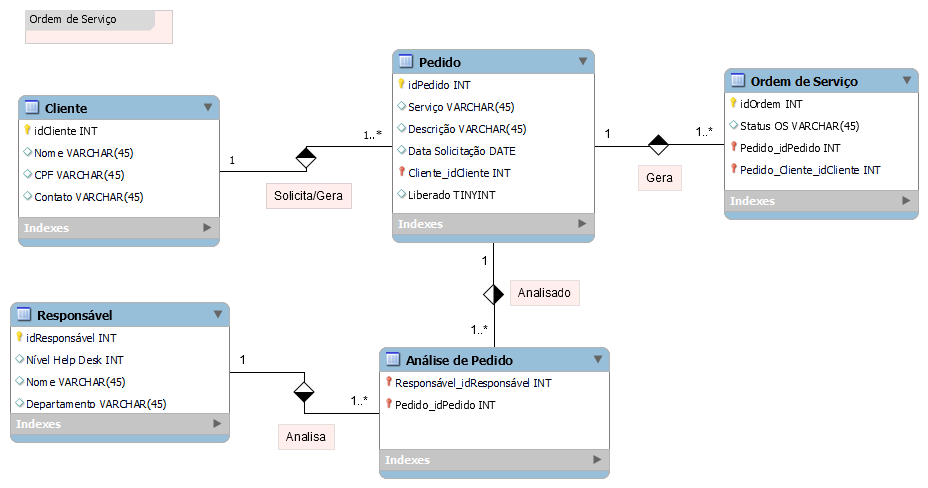 Ordem de Serviço
Cliente
idCliente INT
Nome VARCHAR(45)
CPF VARCHAR(45)
Contato VARCHAR(45)
Indexes
1
1..*
Solicita/Gera
Pedido
idPedido INT
Serviço VARCHAR(45)
Descrição VARCHAR(45)
Data Solicitação DATE
Cliente_idCliente INT
Liberado TINYINT
Indexes
1
1..*
Gera
Ordem de Serviço
idOrdem INT
Status OS VARCHAR(45)
Pedido_idPedido INT
Pedido_Cliente_idCliente INT
Indexes
1
Analisado
1..*
Responsável
idResponsável INT
Nível Help Desk INT
Nome VARCHAR(45)
Departamento VARCHAR(45)
Indexes
1
1..*
Analisa
Análise de Pedido
Responsável_idResponsável INT
Pedido_idPedido INT
Indexes